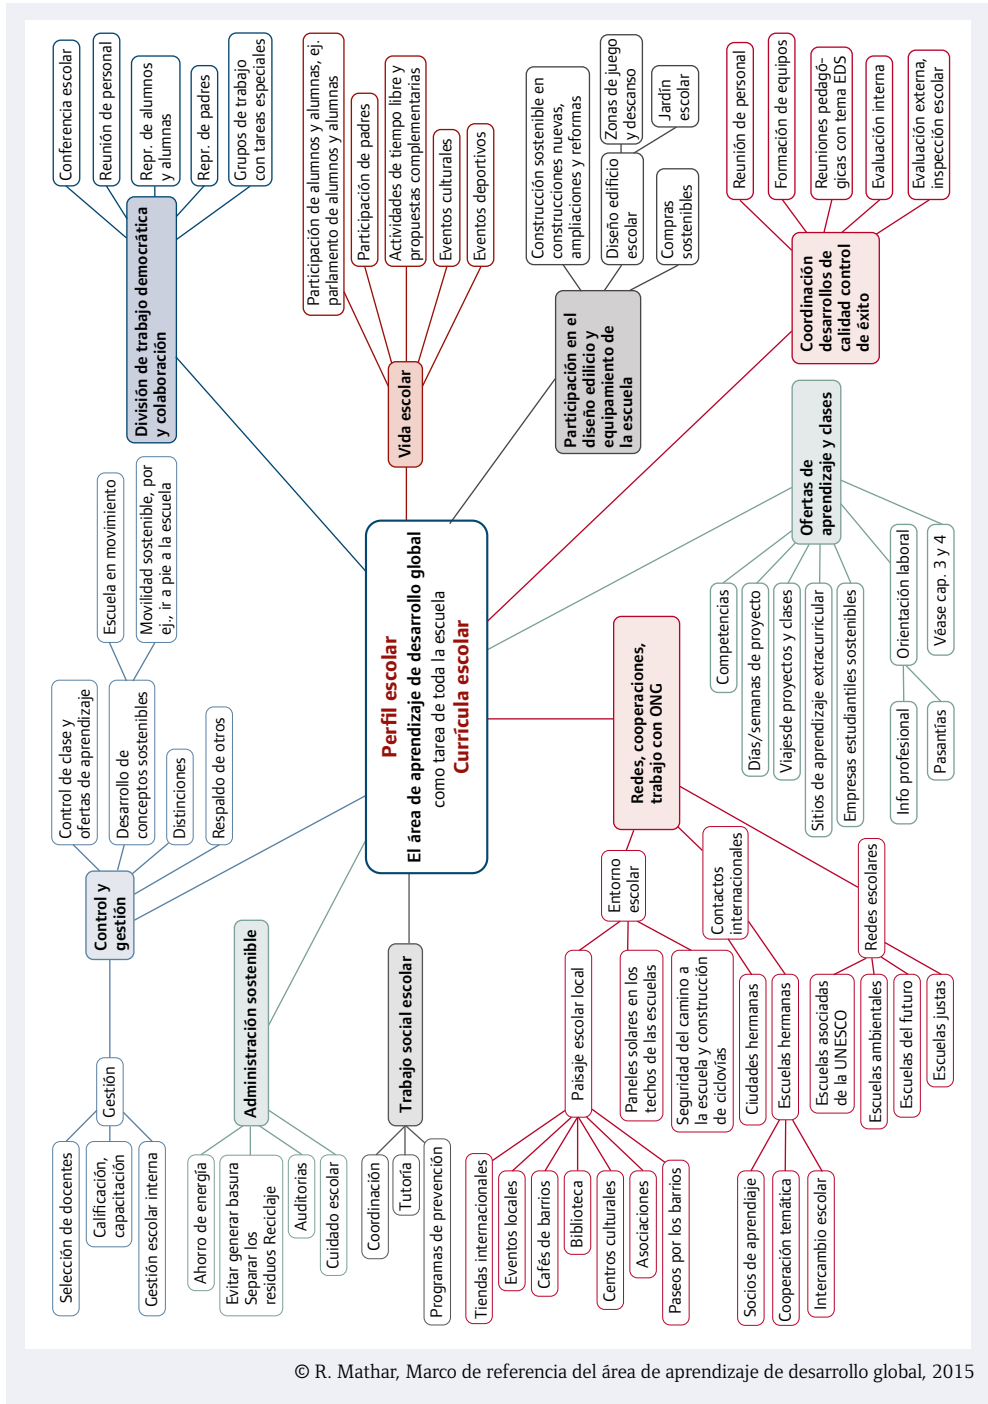 Perfil escolar
El área de aprendizaje de desarrollo global
como tarea de toda la escuela
Currícula escolar
Control y
gestión
Gestión
Selección de docentes
Calificación,
capacitación
Gestión escolar interna
Control de clase y
ofertas de aprendizaje
Desarrollo de
conceptos sostenibles
Escuela en movimiento
Movilidad sostenible, por
ej., ir a pie a la escuela
Distinciones
Respaldo de otros
División de trabajo democrática
y colaboración
Conferencia escolar
Reunión de personal
Repr. de alumnos
y alumnas
Repr. de padres
Grupos de trabajo
con tareas especiales
Administración sostenible
Ahorro de energía
Evitar generar basura
Separar los
residuos Reciclaje
Auditorias
Cuidado escolar
Vida escolar
Participación de alumnos y alumnas, ej.
parlamento de alumnos y alumnas
Participación de padres
Actividades de tiempo libre y
propuestas complementarias
Eventos culturales
Eventos deportivos
Trabajo social escolar
Coordinación
Tutoría
Programas de prevención
Participación en el
diseño edilicio y
equipamiento de
la escuela
Construcción sostenible en
construcciones nuevas,
ampliaciones y reformas
Diseño edificio
escolar
Zonas de juego
y descanso
Jardín
escolar
Compras
sostenibles
Redes, cooperaciones,
trabajo con ONG
Entorno
escolar
Paisaje escolar local
Tiendas internacionales
Eventos locales
Cafés de barrios
Biblioteca
Centros culturales
Asociaciones
Paseos por los barrios
Paneles solares en los
techos de las escuelas
Seguridad del camino a
la escuela y construcción
de ciclovías
Contactos
internacionales
Ciudades hermanas
Escuelas hermanas
Socios de aprendiaje
Cooperación temática
Intercambio escolar
Redes escolares
Escuelas asociadas
de la UNESCO
Escuelas ambientales
Escuelas del futuro
Escuelas justas
Ofertas de
aprendizaje y clases
Competencias
Días/semanas de proyecto
Viajesde proyectos y clases
Sitios de aprendizaje extracurricular
Empresas estudiantiles sostenibles
Orientación laboral
Info profesional
Pasantías
Véase cap. 3 y 4
Coordinación
desarrollos de
calidad control
de éxito
Reunión de personal
Formación de equipos
Reuniones pedagó-
gicas con tema EDS
Evaluación interna
Evaluación externa,
inspección escolar
© R. Mathar, Marco de referencia del área de aprendizaje de desarrollo global, 2015